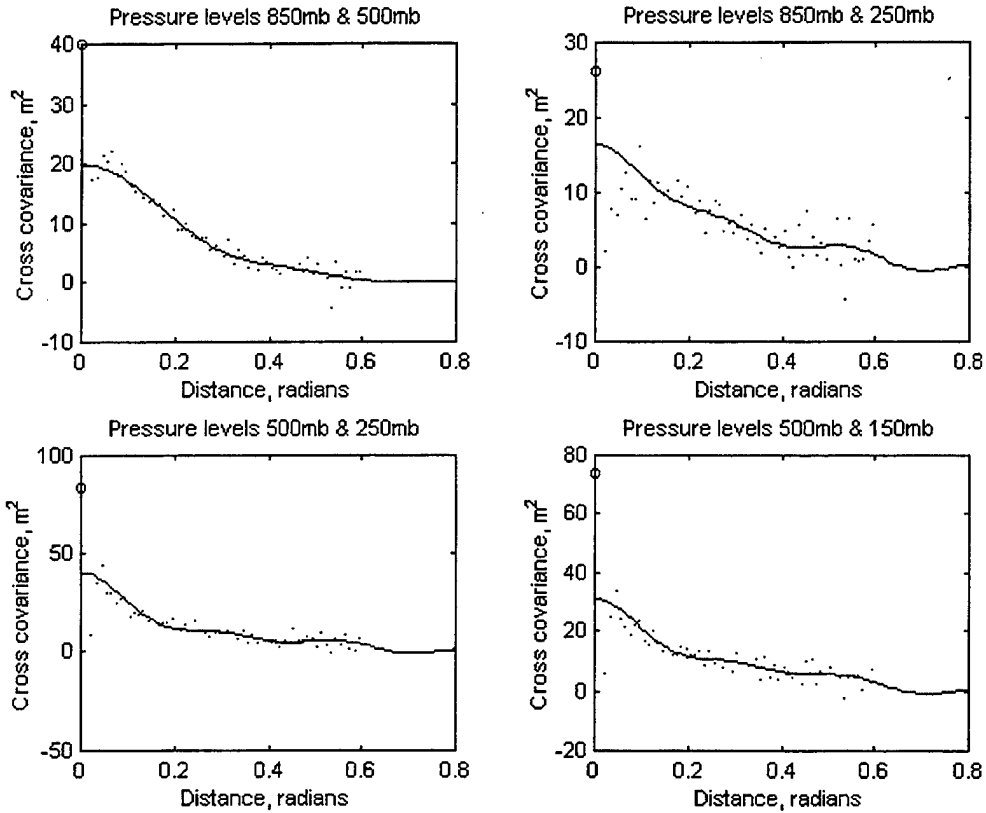 Pressure levels 850mb & 500mb
40
30
20
10
0
-10
Cross covariance, m²
0 0.2 0.4 0.6 0.8
Distance, radians
Pressure levels 850mb & 250mb
30
20
10
0
-10
Cross covariance, m²
0 0.2 0.4 0.6 0.8
Distance, radians
Pressure levels 500mb & 250mb
100
50
0
-50
Cross covariance, m²
0 0.2 0.4 0.6 0.8
Distance, radians
Pressure levels 500mb & 150mb
80
60
40
20
0
-20
Cross covariance, m²
0 0.2 0.4 0.6 0.8
Distance, radians